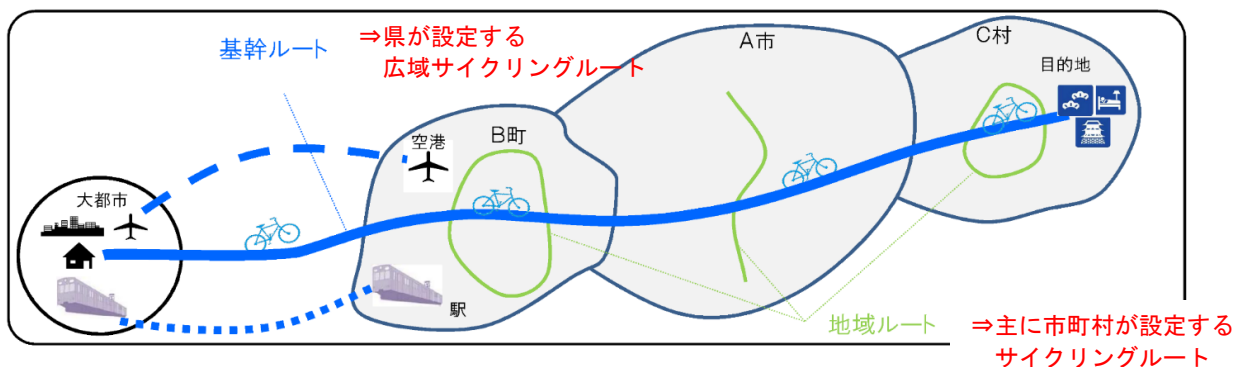 基幹ルート
⇒県が設定する
広域サイクリングルート
A市
C村
目的地
空港
B町
大都市
駅
地域ルート
⇒主に市町村が設定する
サイクリングルート